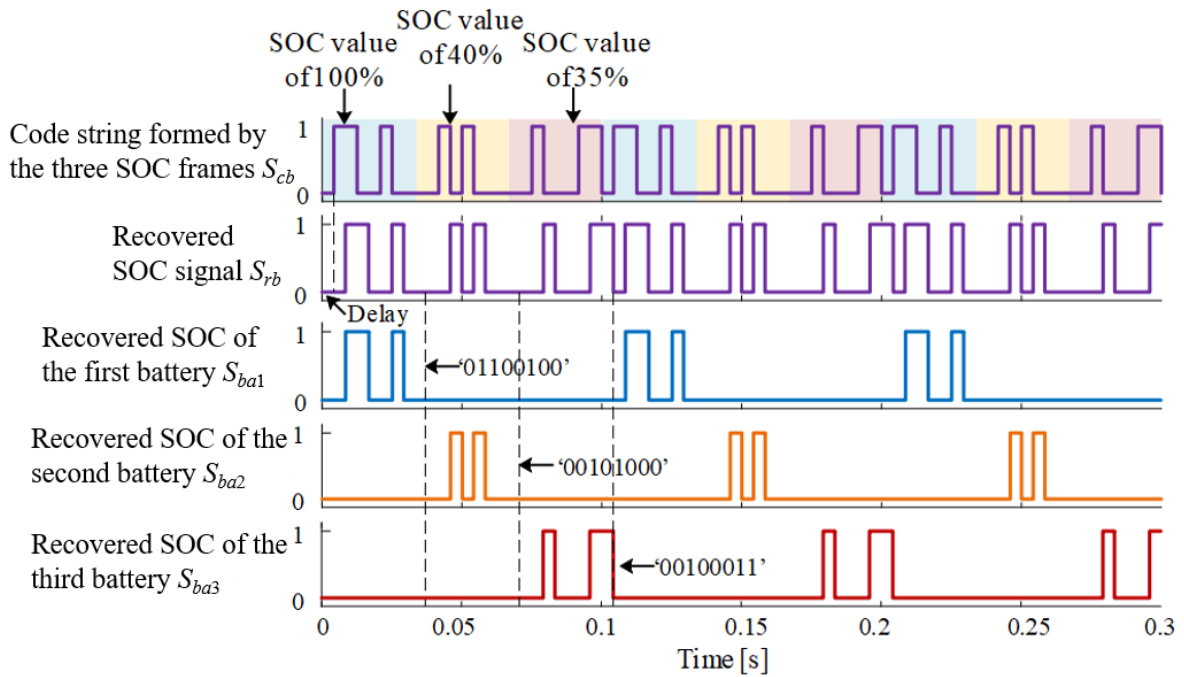 SOC value
of100%
SOC value
of40%
SOC value
of35%
Code string formed by
the three SOC frames Scb
1
0
Recovered
SOC signal Srb
1
0
Delay
Recovered SOC of
the first battery Sba1
1
0
‘01100100’
Recovered SOC of the
second battery Sba2
1
0
‘00101000’
Recovered SOC of the
third battery Sba3
1
0
‘00100011’
0 0.05 0.1 0.15 0.2 0.25 0.3
Time [s]